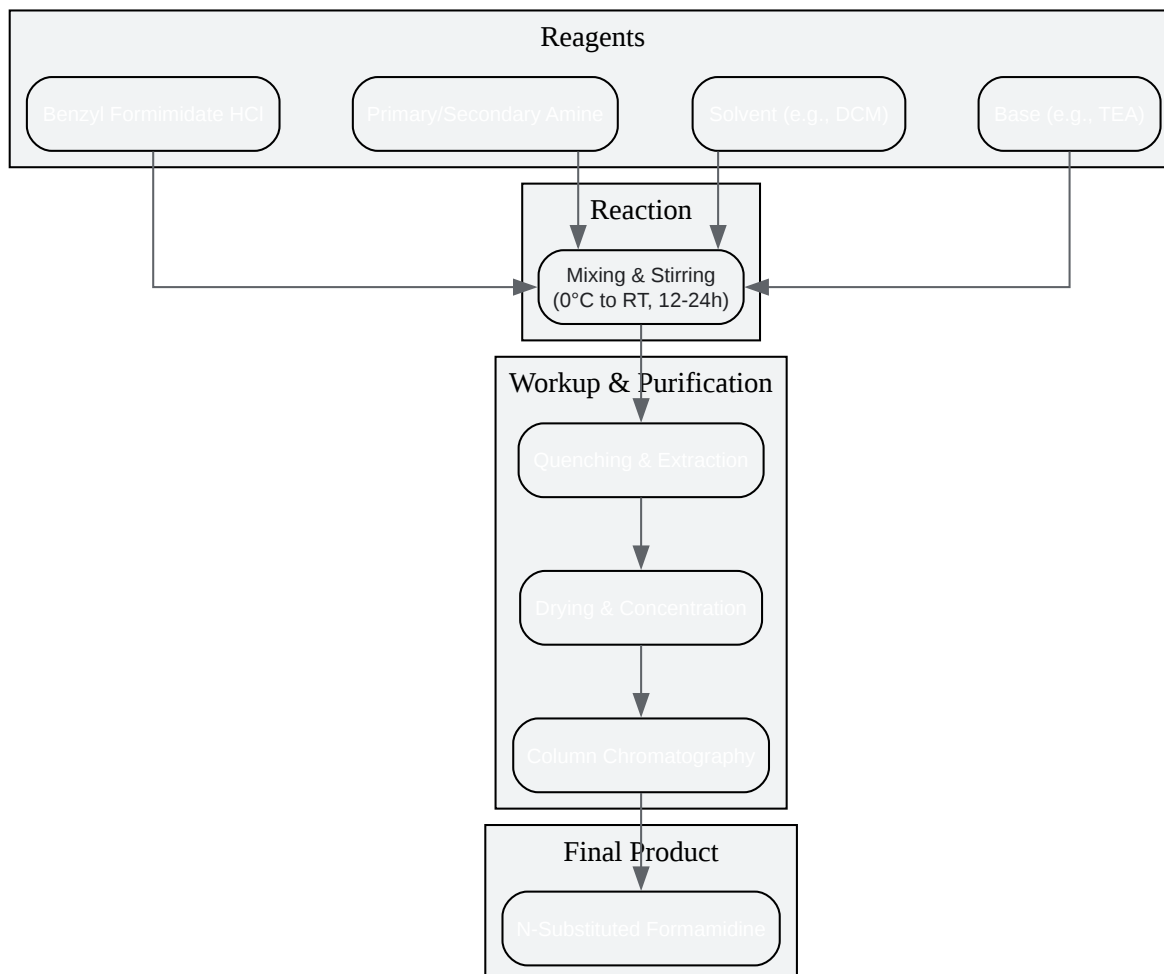 Reagents
Benzyl Formimidate HCl
Primary/Secondary Amine
Solvent (e.g., DCM)
Base (e.g., TEA)
Reaction
Mixing & Stirring
(0°C to RT, 12-24h)
Workup & Purification
Quenching & Extraction
Drying & Concentration
Column Chromatography
Final Product
N-Substituted Formamidine